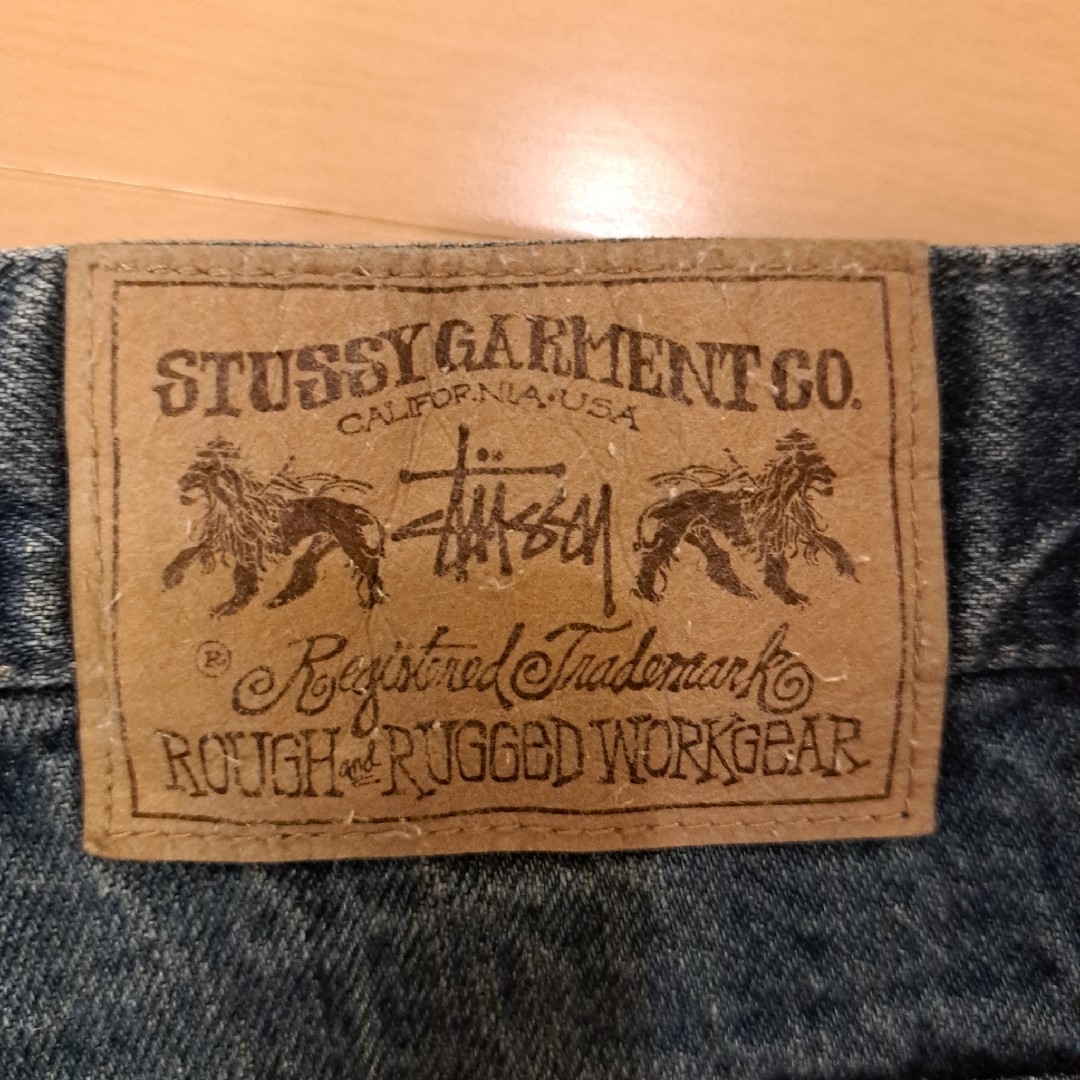 STUSSY GARMENT CO.
CALIFORNIA·USA
Stüssy
® Registered Trademark
ROUGH and RUGGED WORKGEAR